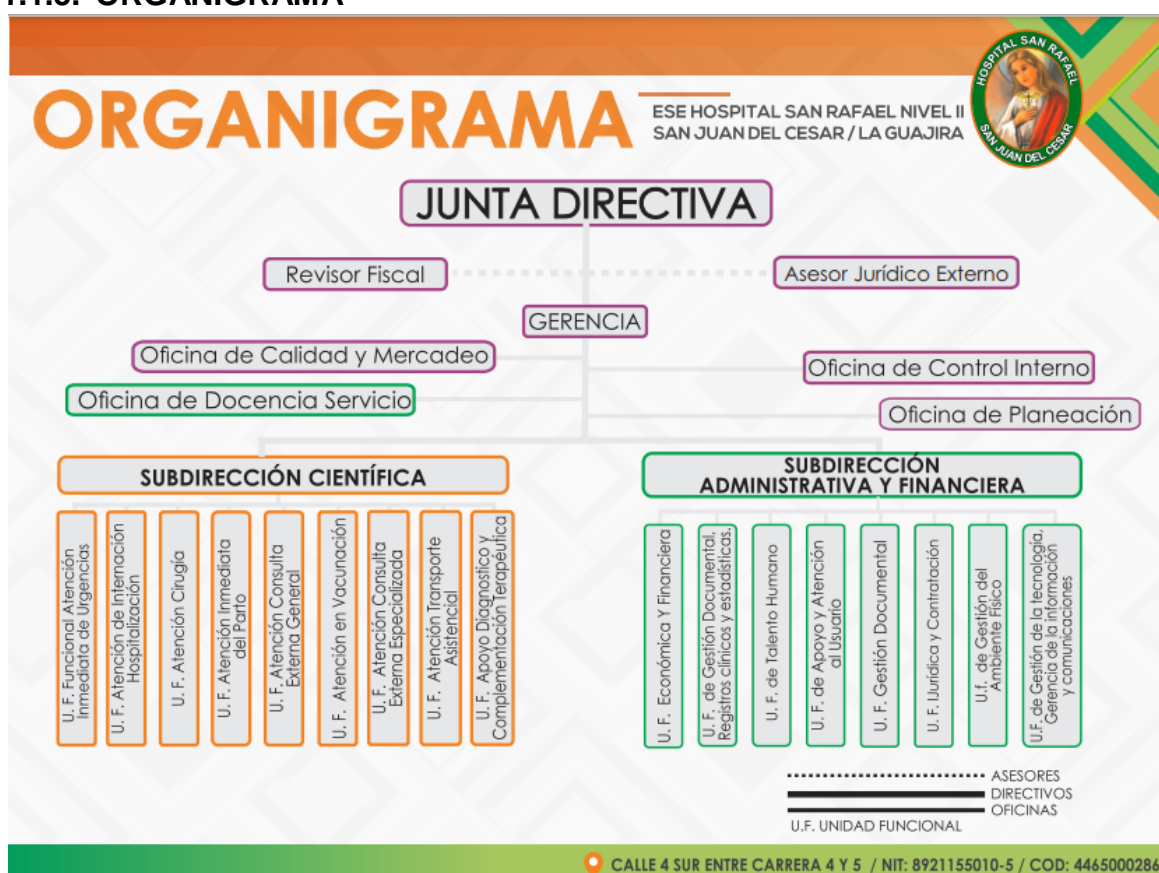 1.1.3. ORGANIGRAMA
ORGANIGRAMA
ESE HOSPITAL SAN RAFAEL NIVEL II
SAN JUAN DEL CESAR / LA GUAJIRA
HOSPITAL SAN RAFAEL
SAN JUAN DEL CESAR
JUNTA DIRECTIVA
Revisor Fiscal
Asesor Jurídico Externo
GERENCIA
Oficina de Calidad y Mercadeo
Oficina de Control Interno
Oficina de Docencia Servicio
Oficina de Planeación
SUBDIRECCIÓN CIENTÍFICA
U. F. Funcional Atención
Inmediata de Urgencias
U. F. Atención de Internación
Hospitalización
U. F. Atención Cirugía
U. F. Atención Inmediata
del Parto
U. F. Atención Consulta
Externa General
U. F. Atención en Vacunación
U. F. Atención Consulta
Externa Especializada
U. F. Atención Transporte
Asistencial
U. F. Apoyo Diagnostico y
Complementación Terapéutica
SUBDIRECCIÓN
ADMINISTRATIVA Y FINANCIERA
U. F. Económica Y Financiera
U. F. de Gestión Documental,
Registros clínicos y estadísticas.
U. F. de Talento Humano
U. F. de Apoyo y Atención
al Usuario
U. F. Gestión Documental
U. F. IJurídica y Contratación
U.f. de Gestión del
Ambiente Físico
U.F. de Gestión de la tecnología,
Gerencia de la información
y comunicaciones
ASESORES
DIRECTIVOS
OFICINAS
U.F. UNIDAD FUNCIONAL
CALLE 4 SUR ENTRE CARRERA 4 Y 5 / NIT: 8921155010-5 / COD: 4465000286